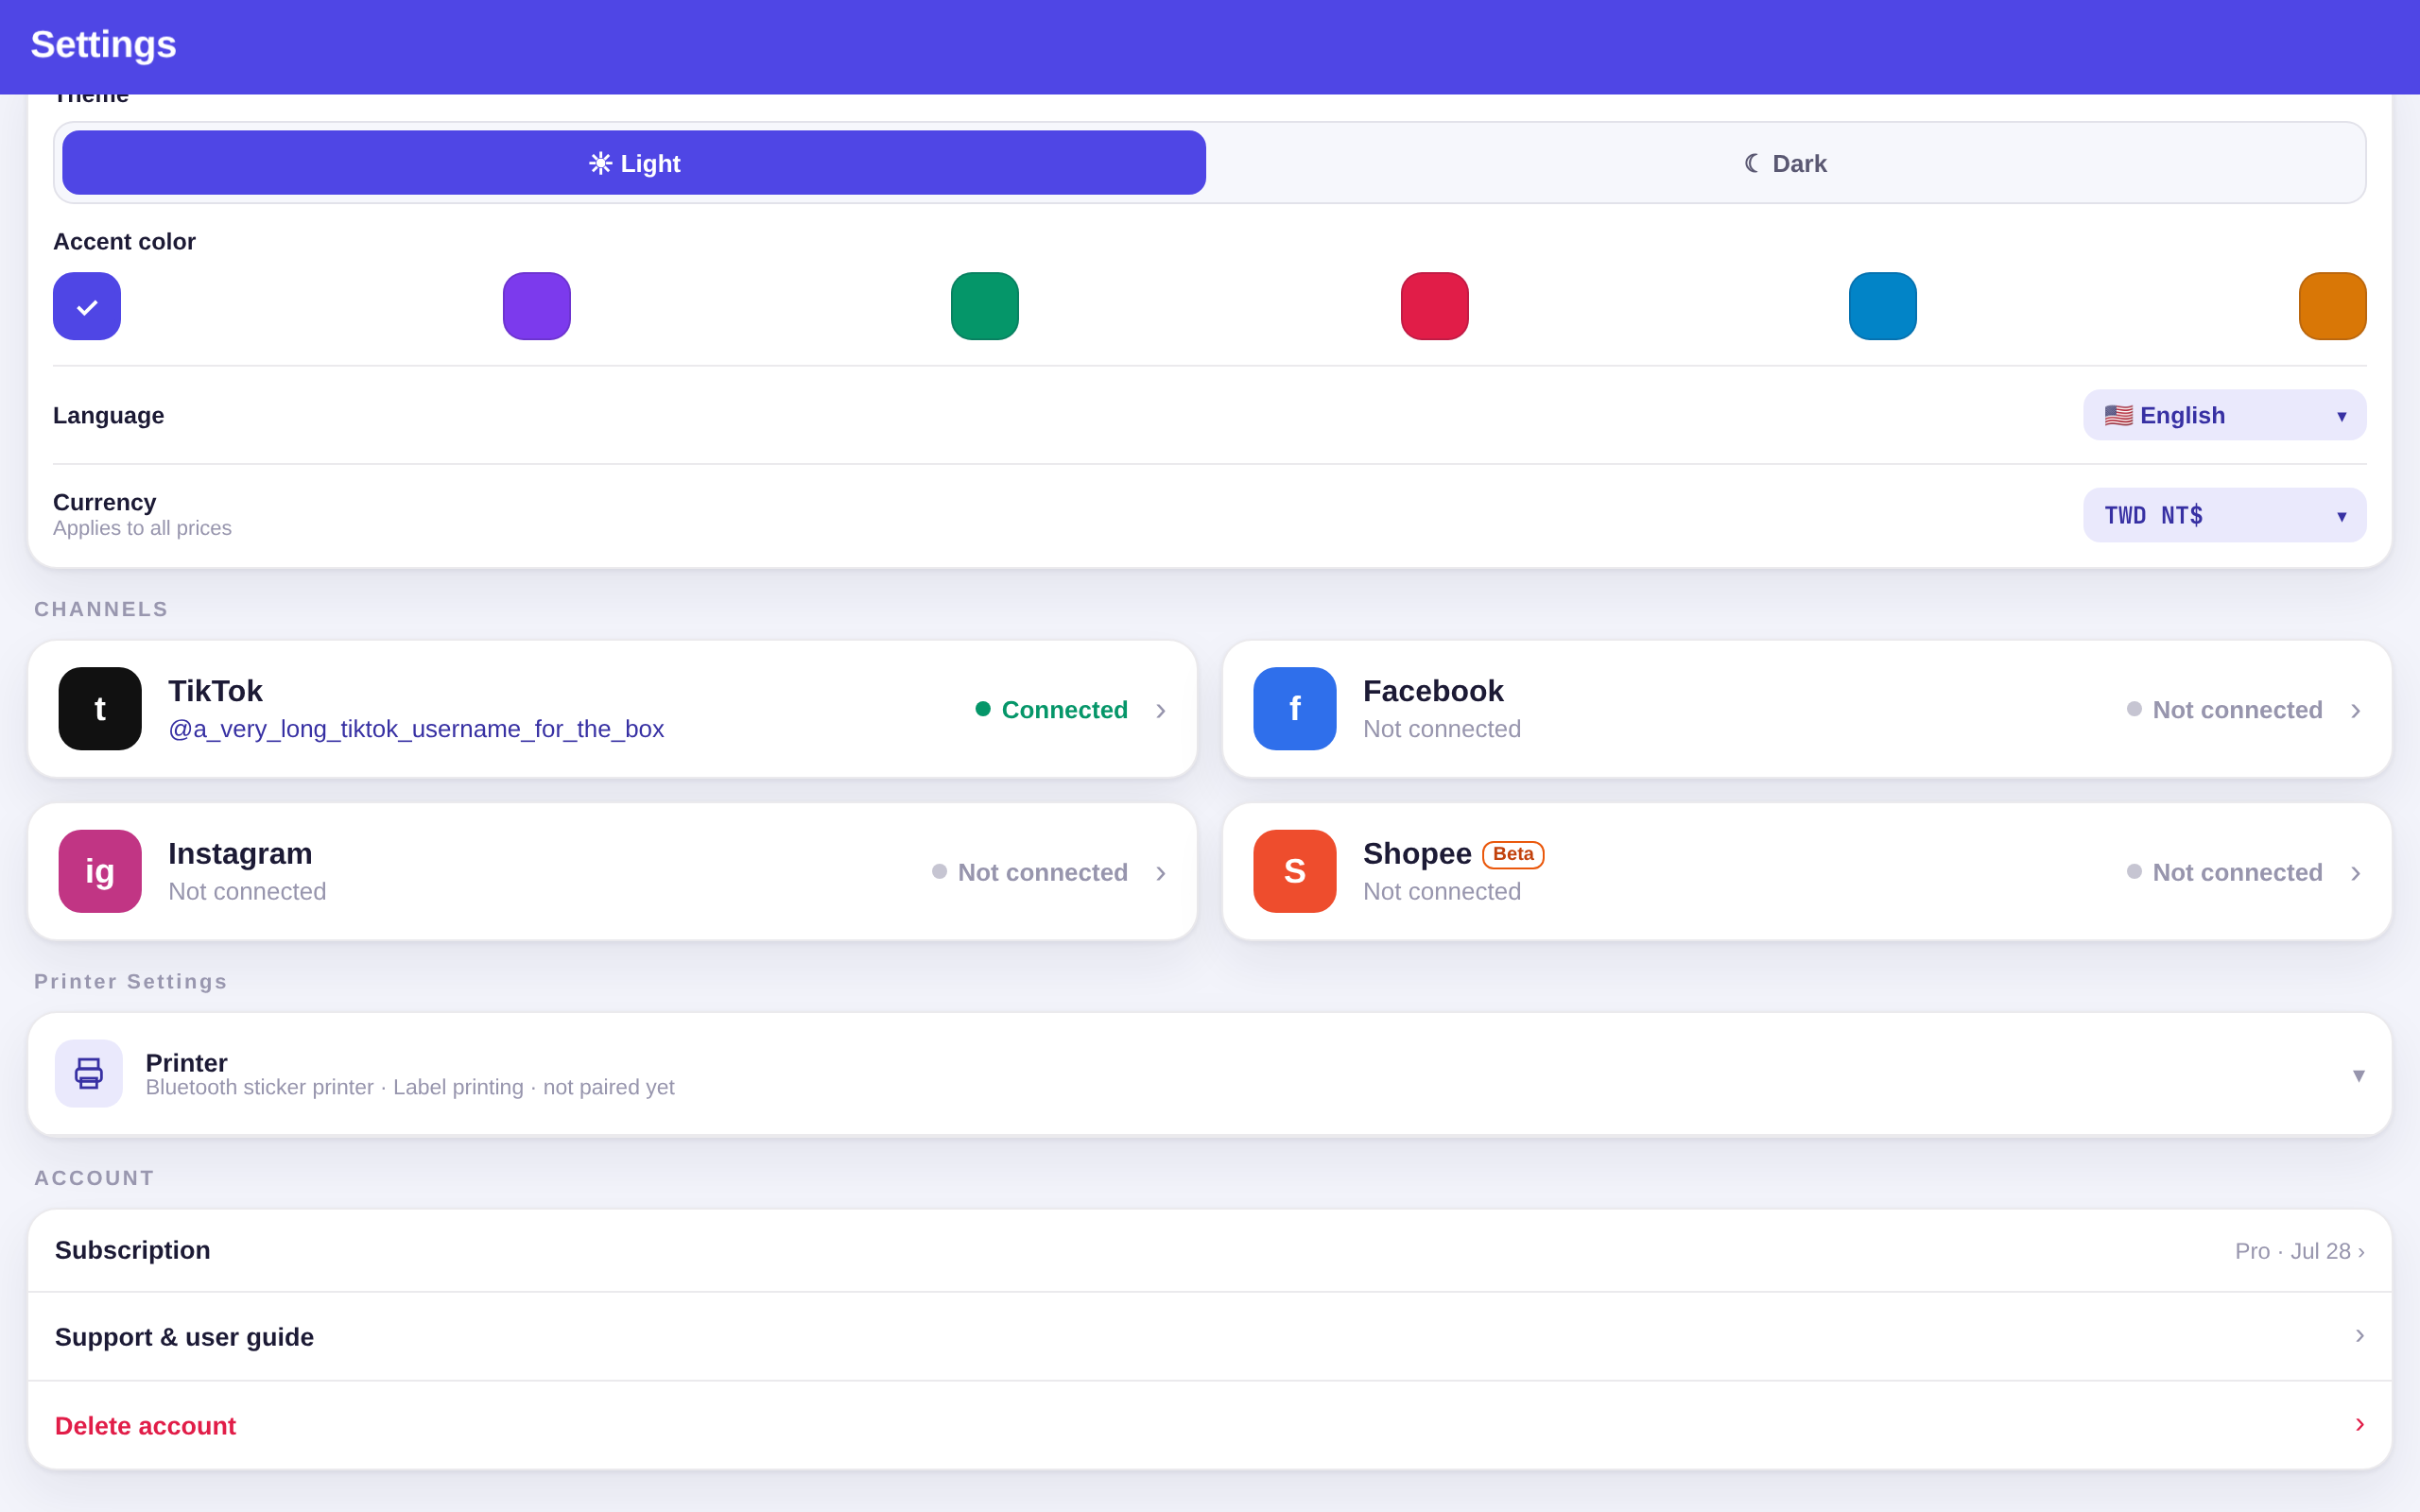 Settings
Theme
Light
Dark
Accent color
Language
English
Currency
Applies to all prices
TWD NT$
CHANNELS
t
TikTok
@a_very_long_tiktok_username_for_the_box
Connected
f
Facebook
Not connected
Not connected
ig
Instagram
Not connected
Not connected
S
Shopee Beta
Not connected
Not connected
Printer Settings
Printer
Bluetooth sticker printer · Label printing · not paired yet
ACCOUNT
Subscription
Pro · Jul 28 ›
Support & user guide
Delete account